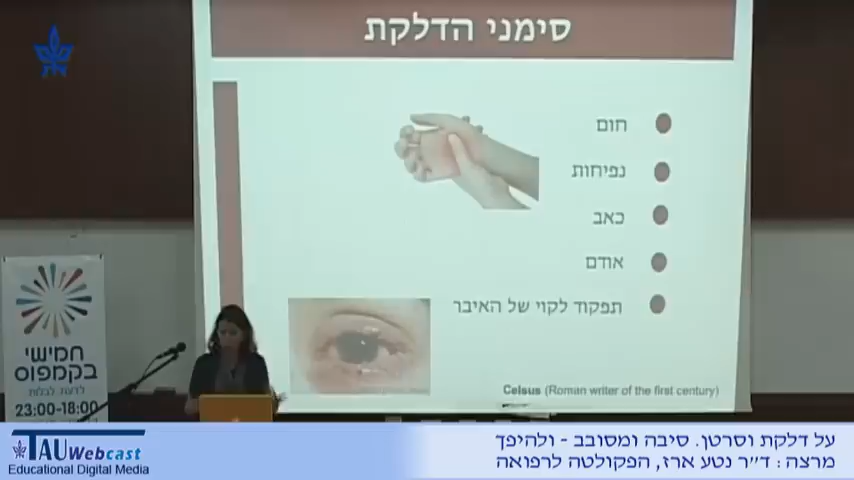 סימני הדלקת
חום
נפיחות
כאב
אודם
תפקוד לקוי של האיבר
Celsus (Roman writer of the first century)
חמישי
בקמפוס
לדעת לבלות
23:00-18:00
TAU Webcast
Educational Digital Media
על דלקת וסרטן. סיבה ומסובב - ולהיפך
מרצה: ד״ר נטע ארז, הפקולטה לרפואה